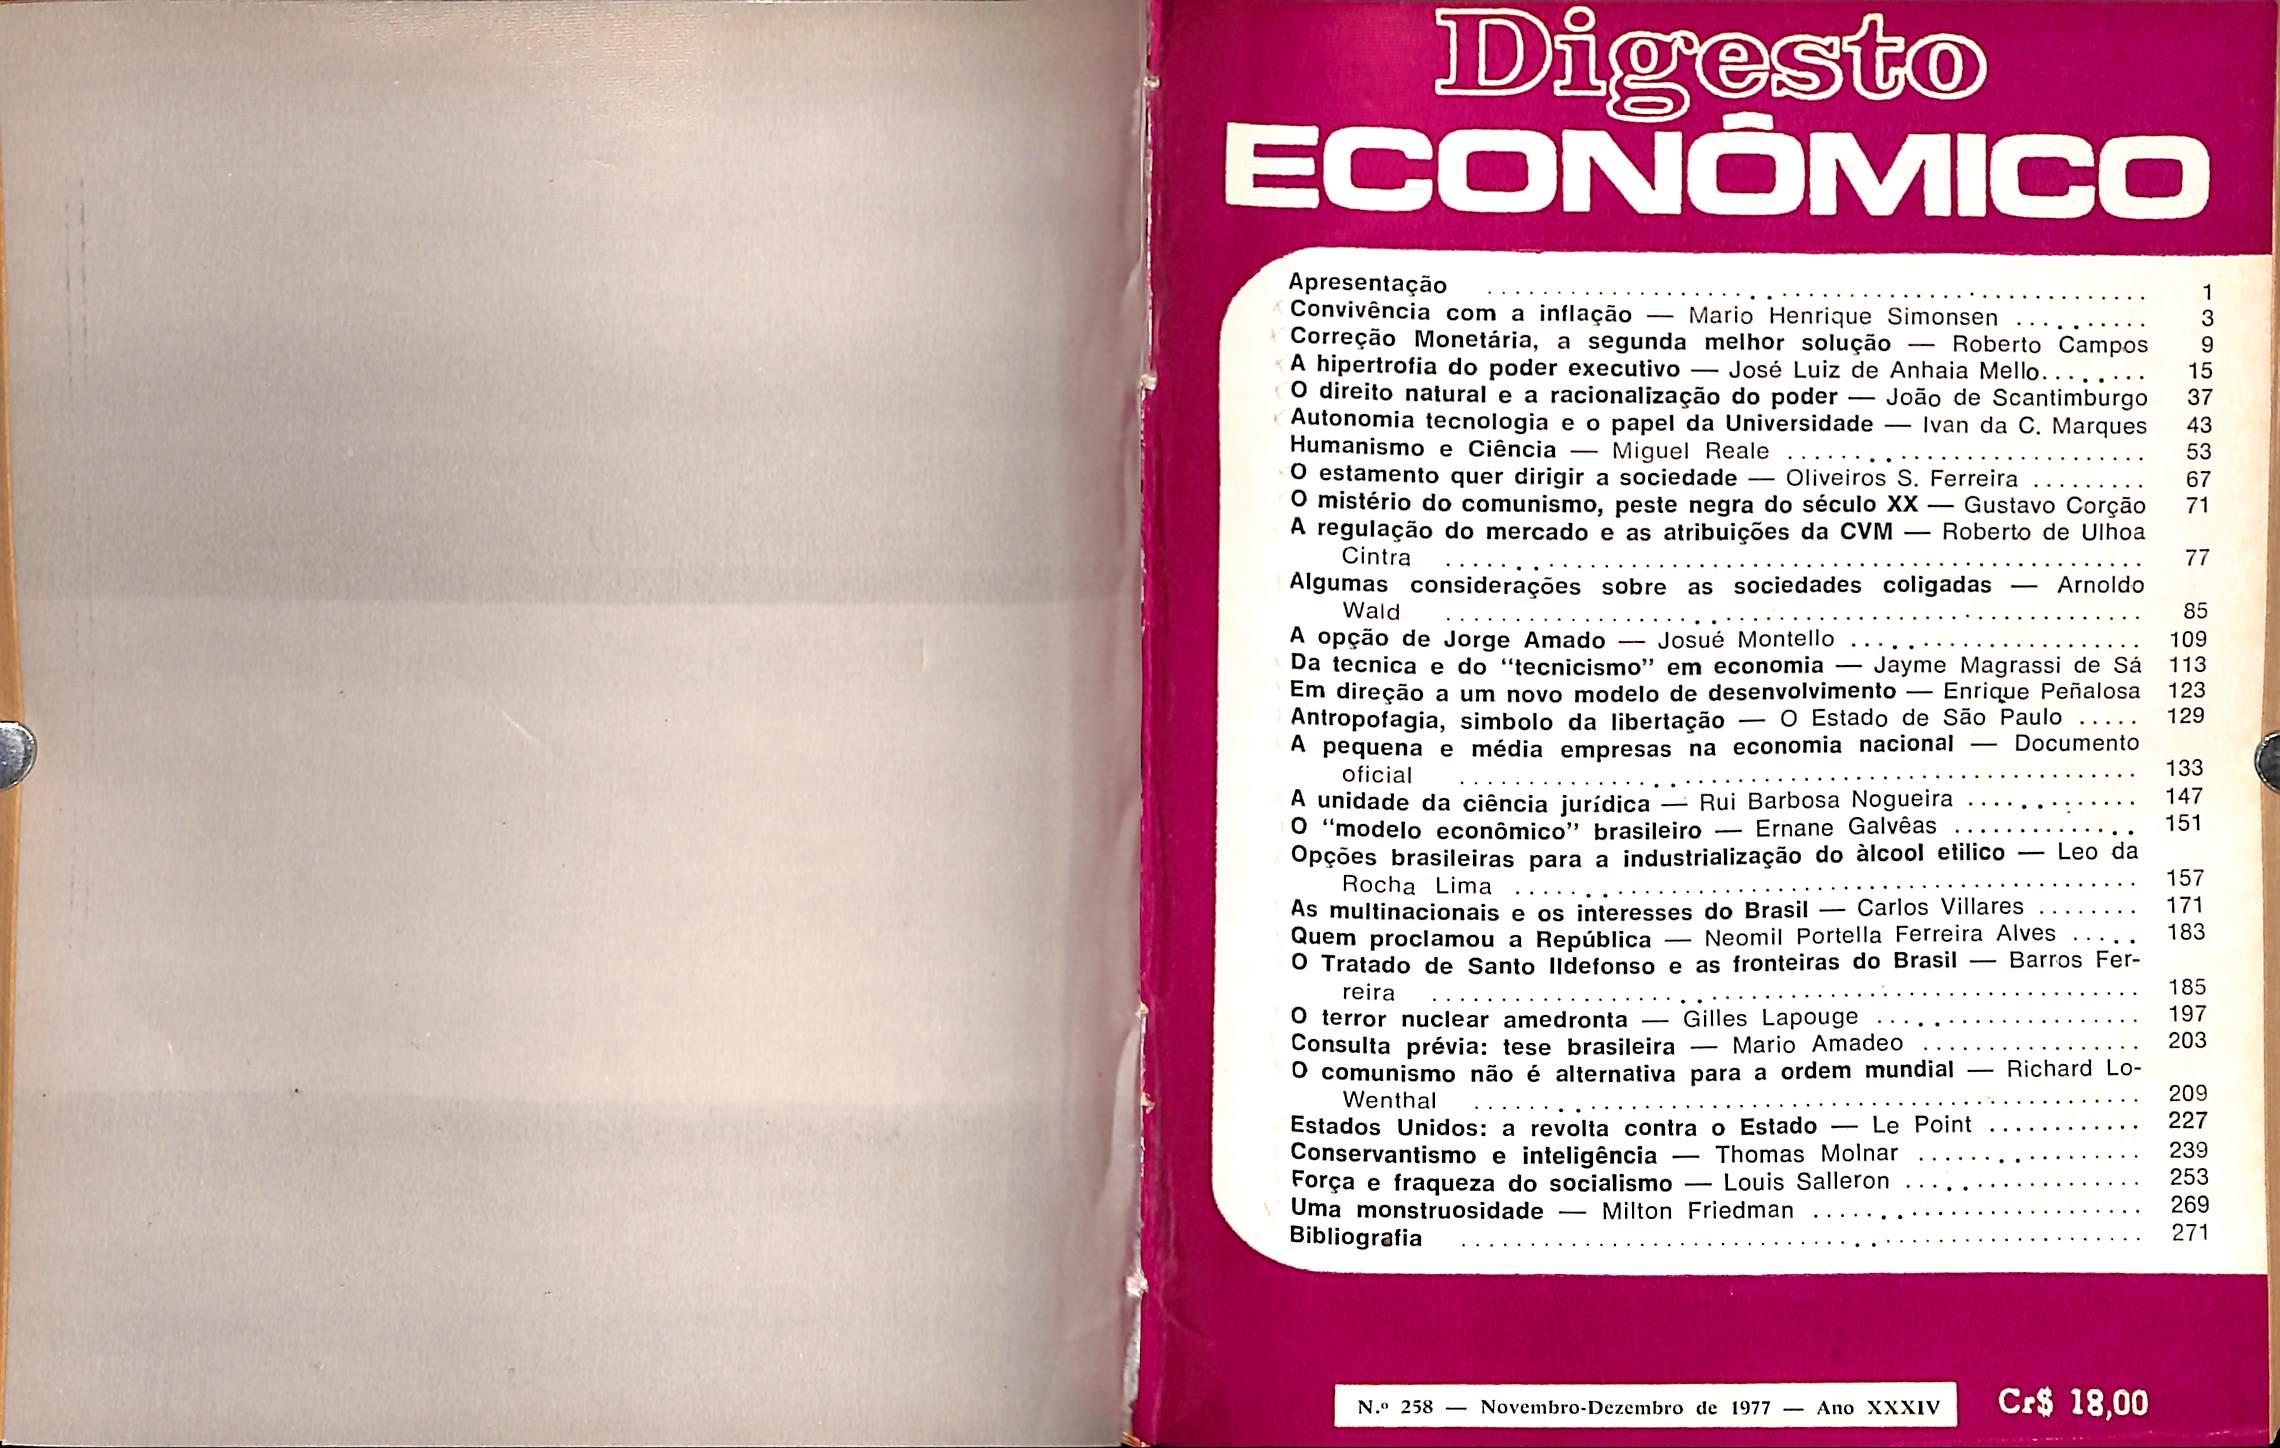 Digesto
ECONÔMICO
Apresentação ........ 1
Convivência com a inflação — Mario Henrique Simonsen ........ 3
Correção Monetária, a segunda melhor solução — Roberto Campos 9
A hipertrofia do poder executivo — José Luiz de Anhaia Mello........ 15
O direito natural e a racionalização do poder — João de Scantimburgo 37
Autonomia tecnologia e o papel da Universidade — Ivan da C. Marques 43
Humanismo e Ciência — Miguel Reale ........ 53
O estamento quer dirigir a sociedade — Oliveiros S. Ferreira ........ 67
O mistério do comunismo, peste negra do século XX — Gustavo Corção 71
A regulação do mercado e as atribuições da CVM — Roberto de Ulhoa
Cintra ........ 77
Algumas considerações sobre as sociedades coligadas — Arnoldo
Wald ........ 85
A opção de Jorge Amado — Josué Montello ........ 109
Da tecnica e do “tecnicismo” em economia — Jayme Magrassi de Sá 113
Em direção a um novo modelo de desenvolvimento — Enrique Peñalosa 123
Antropofagia, simbolo da libertação — O Estado de São Paulo ..... 129
A pequena e média empresas na economia nacional — Documento
oficial ........ 133
A unidade da ciência jurídica — Rui Barbosa Nogueira ........ 147
O “modelo econômico” brasileiro — Ernane Galvêas ........ 151
Opções brasileiras para a industrialização do àlcool etilico — Leo da
Rocha Lima ........ 157
As multinacionais e os interesses do Brasil — Carlos Villares ........ 171
Quem proclamou a República — Neomil Portella Ferreira Alves ..... 183
O Tratado de Santo Ildefonso e as fronteiras do Brasil — Barros Fer-
reira ........ 185
O terror nuclear amedronta — Gilles Lapouge ........ 197
Consulta prévia: tese brasileira — Mario Amadeo ........ 203
O comunismo não é alternativa para a ordem mundial — Richard Lo-
Wenthal ........ 209
Estados Unidos: a revolta contra o Estado — Le Point ........ 227
Conservantismo e inteligência — Thomas Molnar ........ 239
Força e fraqueza do socialismo — Louis Salleron ........ 253
Uma monstruosidade — Milton Friedman ........ 269
Bibliografia ........ 271
N.º 258 — Novembro-Dezembro de 1977 — Ano XXXIV
Cr$ 18,00